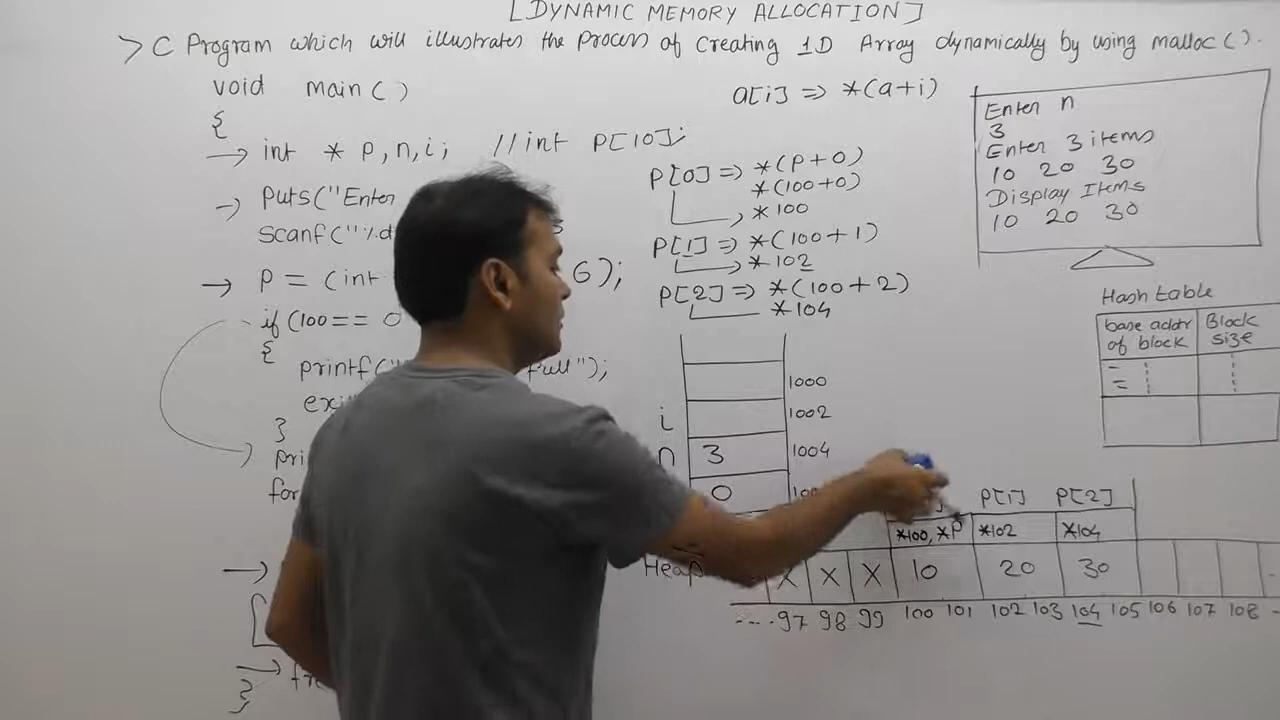 [DYNAMIC MEMORY ALLOCATION]
> C Program which will illustrates the process of creating 1D Array dynamically by using malloc().
void main()
{
→ int * p,n,i; //int P[10];
→ puts("Enter
scanf("%d
→ P = (int 6);
if (100== 0
{
printf(" full");
exi
}
pri
for
→ fr
}
a[i] => *(a+i)
P[0] => *(P+0)
*(100+0)
*100
P[1] => *(100+1)
*102
P[2] => *(100+2)
*104
Enter n
3
Enter 3 items
10 20 30
Display Items
10 20 30
Hash table
base addr of block
Block size
1000
i 1002
n 3 1004
0 100
P[1] P[2]
*100, *P *102 *104
Heap X X X 10 20 30
---- 97 98 99 100 101 102 103 104 105 106 107 108 -